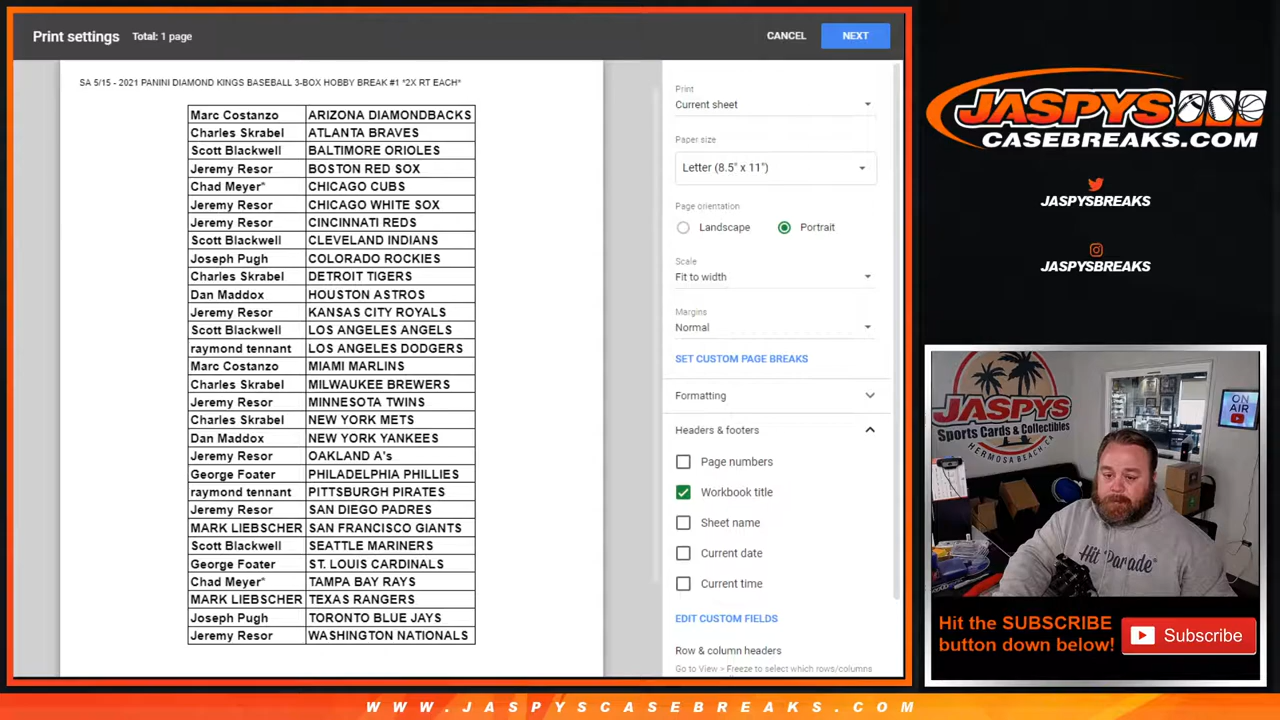 Print settings Total: 1 page CANCEL NEXT
SA 5/15 - 2021 PANINI DIAMOND KINGS BASEBALL 3-BOX HOBBY BREAK #1 *2X RT EACH*
Marc Costanzo ARIZONA DIAMONDBACKS
Charles Skrabel ATLANTA BRAVES
Scott Blackwell BALTIMORE ORIOLES
Jeremy Resor BOSTON RED SOX
Chad Meyer* CHICAGO CUBS
Jeremy Resor CHICAGO WHITE SOX
Jeremy Resor CINCINNATI REDS
Scott Blackwell CLEVELAND INDIANS
Joseph Pugh COLORADO ROCKIES
Charles Skrabel DETROIT TIGERS
Dan Maddox HOUSTON ASTROS
Jeremy Resor KANSAS CITY ROYALS
Scott Blackwell LOS ANGELES ANGELS
raymond tennant LOS ANGELES DODGERS
Marc Costanzo MIAMI MARLINS
Charles Skrabel MILWAUKEE BREWERS
Jeremy Resor MINNESOTA TWINS
Charles Skrabel NEW YORK METS
Dan Maddox NEW YORK YANKEES
Jeremy Resor OAKLAND A's
George Foater PHILADELPHIA PHILLIES
raymond tennant PITTSBURGH PIRATES
Jeremy Resor SAN DIEGO PADRES
MARK LIEBSCHER SAN FRANCISCO GIANTS
Scott Blackwell SEATTLE MARINERS
George Foater ST. LOUIS CARDINALS
Chad Meyer* TAMPA BAY RAYS
MARK LIEBSCHER TEXAS RANGERS
Joseph Pugh TORONTO BLUE JAYS
Jeremy Resor WASHINGTON NATIONALS
Print
Current sheet
Paper size
Letter (8.5" x 11")
Page orientation
Landscape Portrait
Scale
Fit to width
Margins
Normal
SET CUSTOM PAGE BREAKS
Formatting
Headers & footers
Page numbers
Workbook title
Sheet name
Current date
Current time
EDIT CUSTOM FIELDS
Row & column headers
Go to View > Freeze to select which rows/columns
JASPYS
CASEBREAKS.COM
JASPYSBREAKS
JASPYSBREAKS
JASPYS
Sports Cards & Collectibles
HERMOSA BEACH, CA
ON
AIR
Hit Parade
Hit the SUBSCRIBE
button down below!
Subscribe
WWW.JASPYSCASEBREAKS.COM